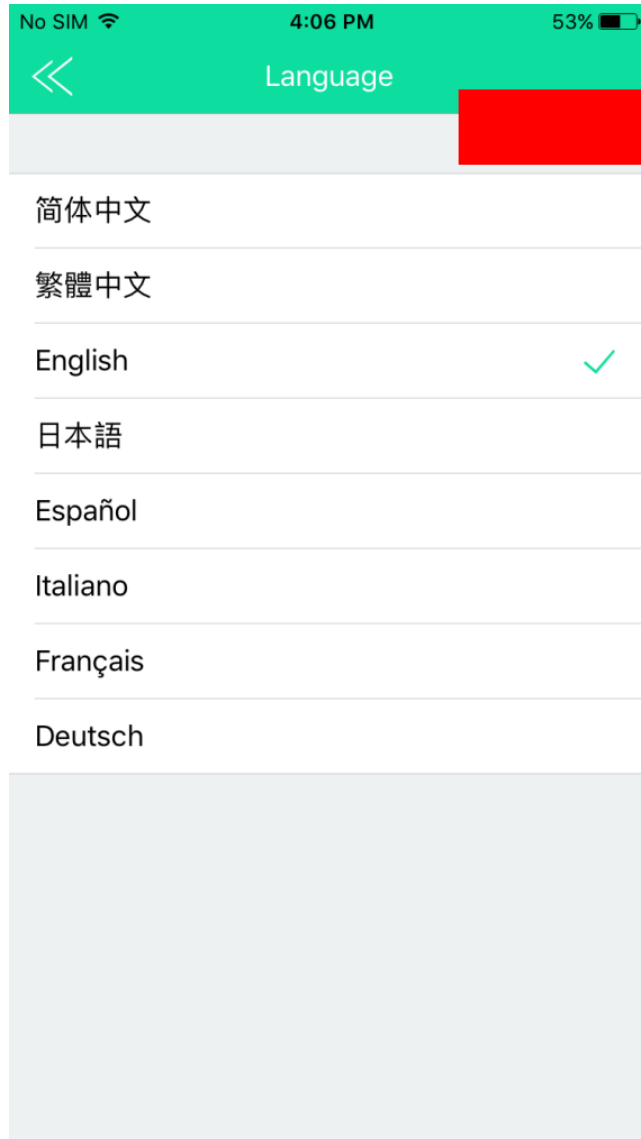 No SIM 4:06 PM 53%
Language
简体中文
繁體中文
English
日本語
Español
Italiano
Français
Deutsch